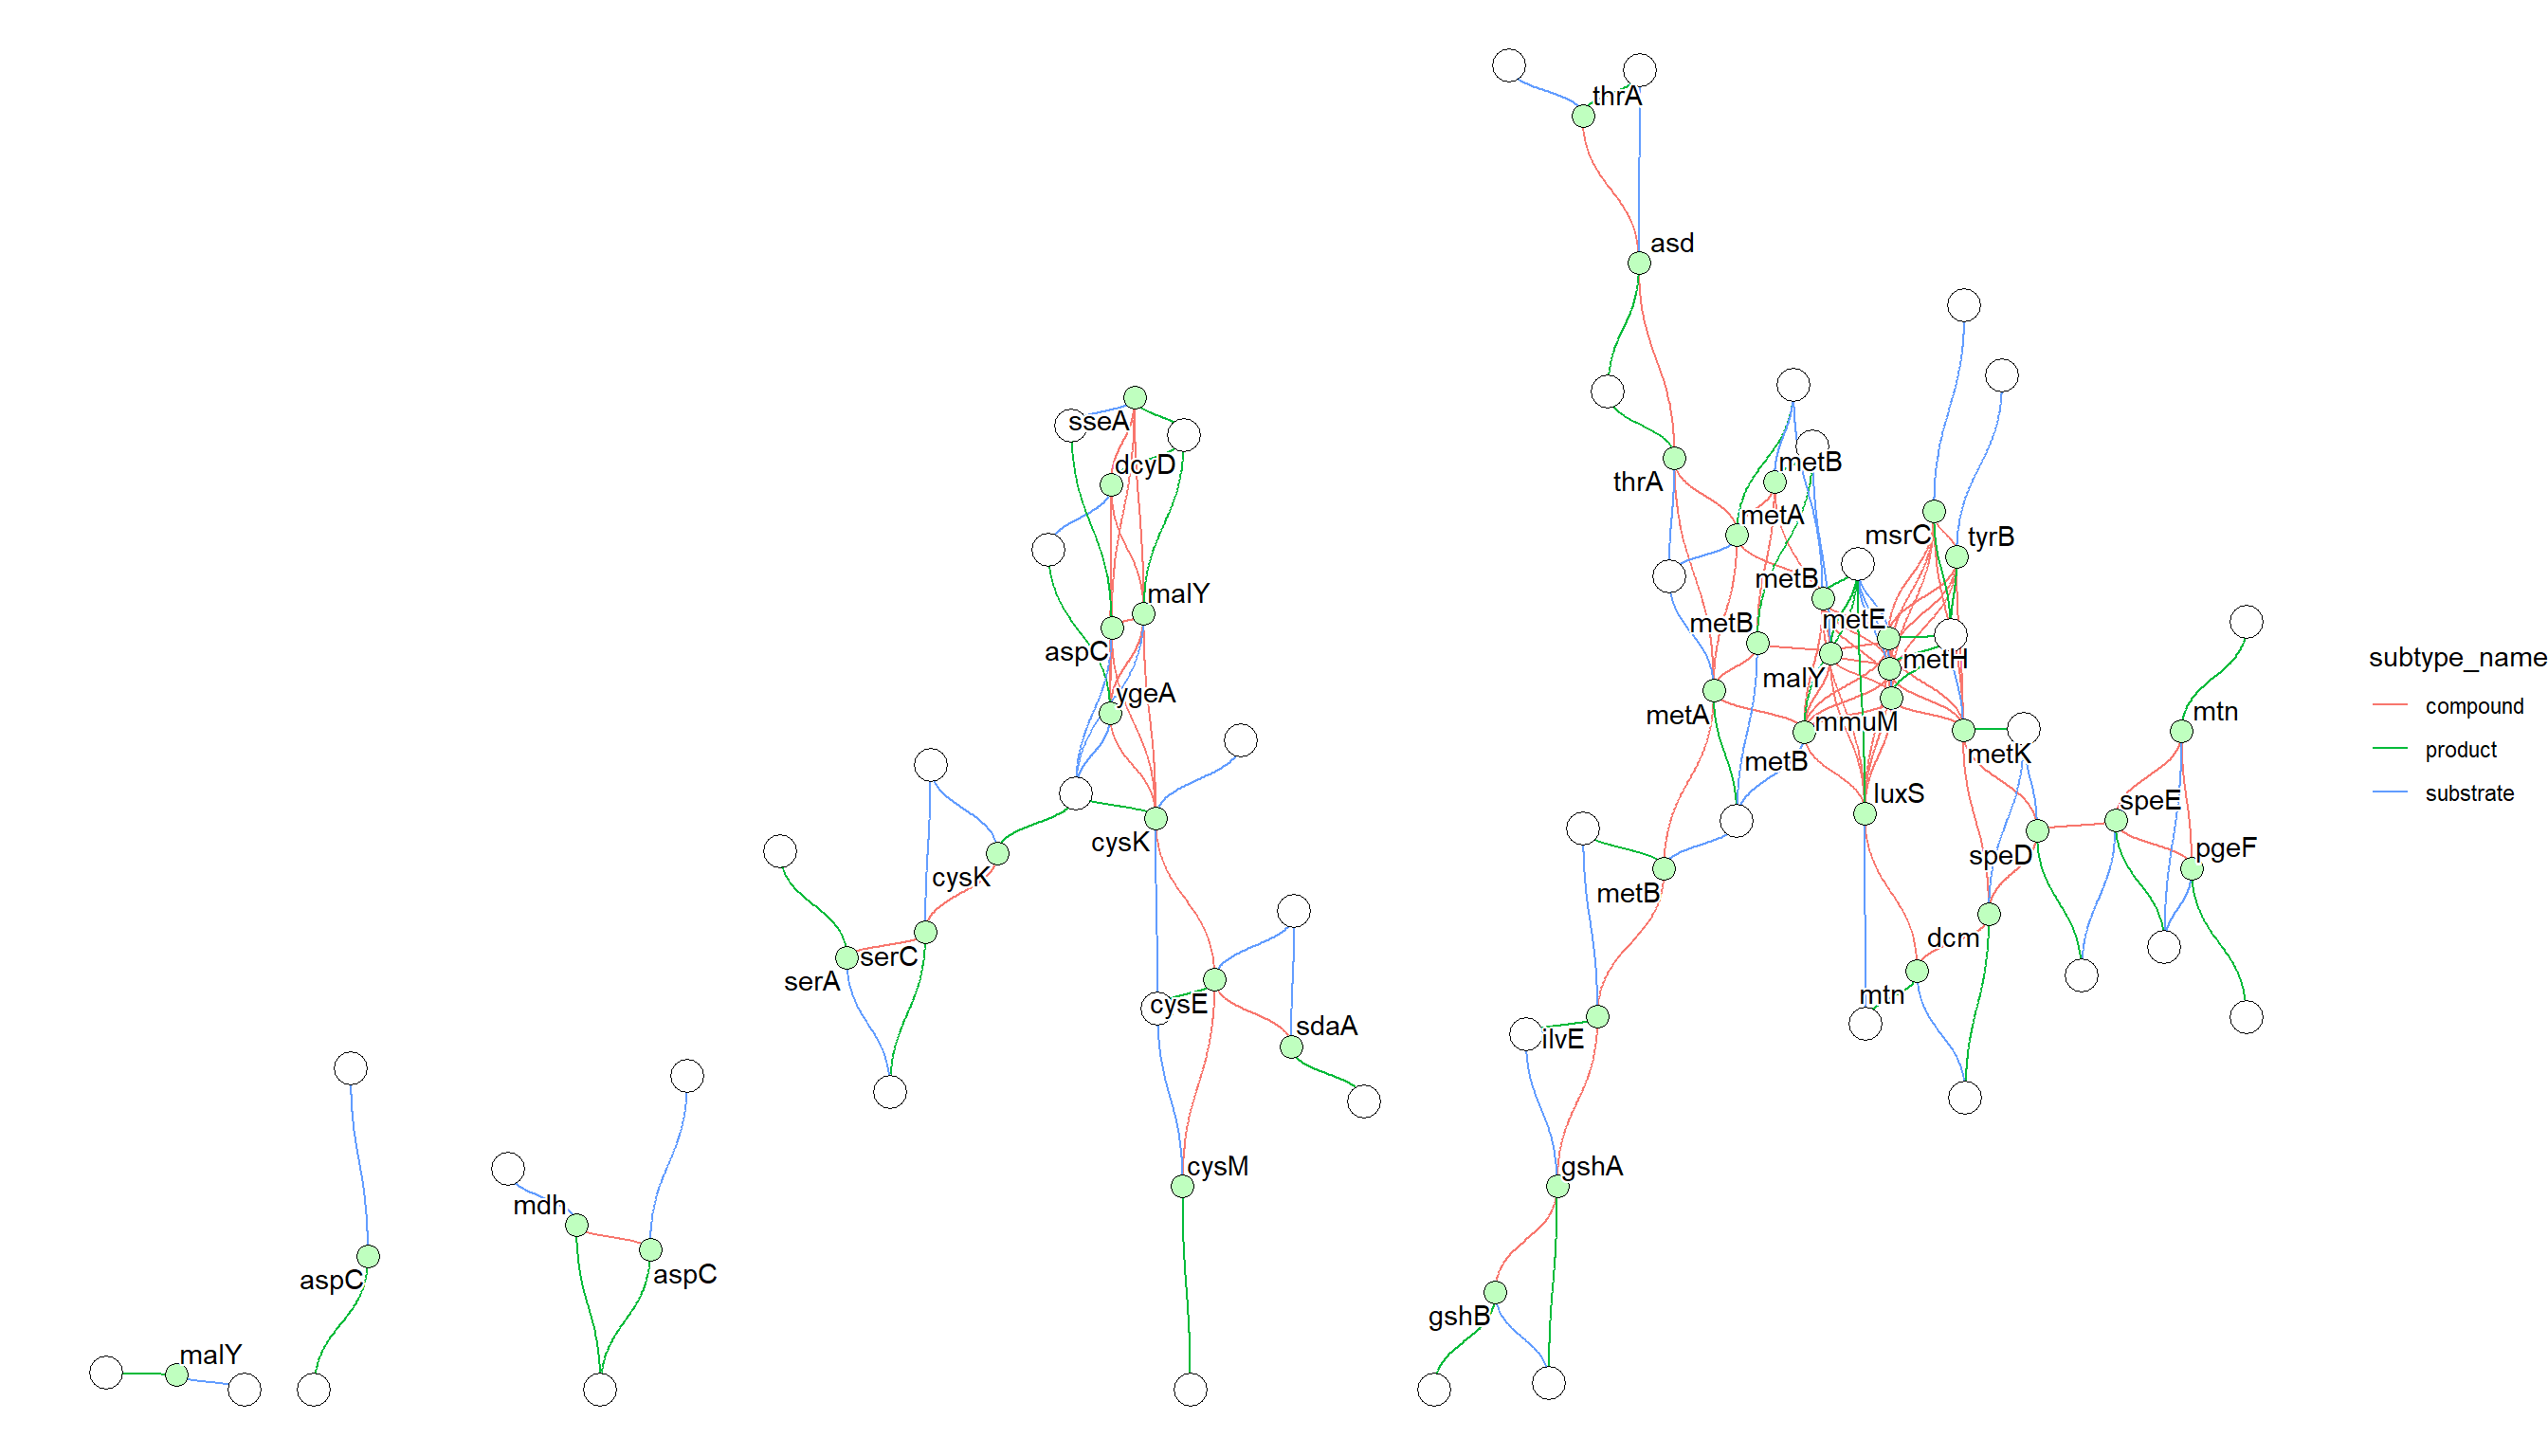 thrA
asd
sseA
dcyD
metB
thrA
metA
msrC
tyrB
metB
malY
metE
metB
aspC
metH
subtype_name
malY
ygeA
compound
mtn
metA
mmuM
product
metK
metB
substrate
luxS
speE
cysK
speD
pgeF
cysK
metB
dcm
serC
serA
mtn
cysE
sdaA
ilvE
cysM
gshA
mdh
aspC
aspC
gshB
malY